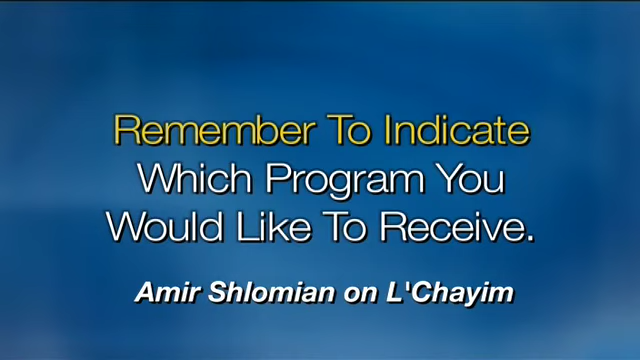 Remember To Indicate
Which Program You
Would Like To Receive.
Amir Shlomian on L'Chayim